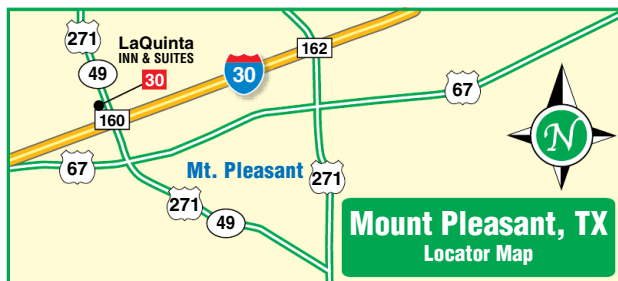 271
LaQuinta
INN & SUITES
49
30
160
162
30
67
67
Mt. Pleasant
271
271
49
N
Mount Pleasant, TX
Locator Map